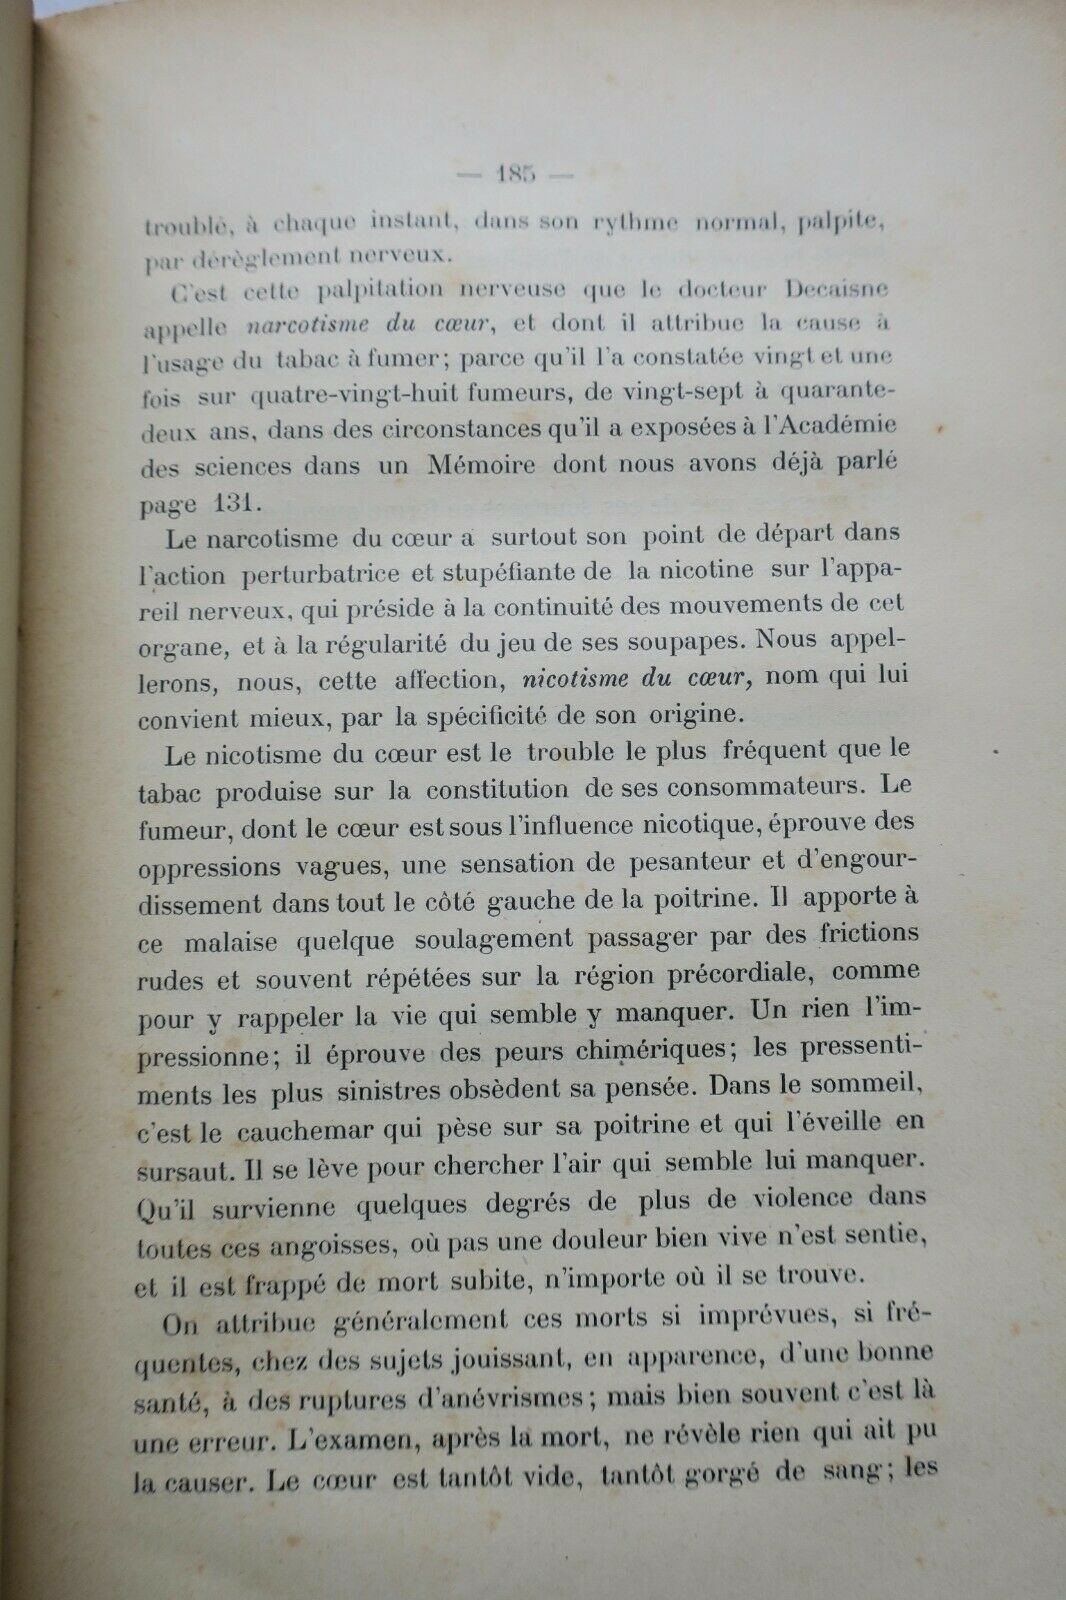 — 185 —
troublé, à chaque instant, dans son rythme normal, palpite,
par dérèglement nerveux.
C'est cette palpitation nerveuse que le docteur Decaisne
appelle narcotisme du cœur, et dont il attribue la cause à
l'usage du tabac à fumer; parce qu'il l'a constatée vingt et une
fois sur quatre-vingt-huit fumeurs, de vingt-sept à quarante-
deux ans, dans des circonstances qu'il a exposées à l'Académie
des sciences dans un Mémoire dont nous avons déjà parlé
page 131.
Le narcotisme du cœur a surtout son point de départ dans
l'action perturbatrice et stupéfiante de la nicotine sur l'appa-
reil nerveux, qui préside à la continuité des mouvements de cet
organe, et à la régularité du jeu de ses soupapes. Nous appel-
lerons, nous, cette affection, nicotisme du cœur, nom qui lui
convient mieux, par la spécificité de son origine.
Le nicotisme du cœur est le trouble le plus fréquent que le
tabac produise sur la constitution de ses consommateurs. Le
fumeur, dont le cœur est sous l'influence nicotique, éprouve des
oppressions vagues, une sensation de pesanteur et d'engour-
dissement dans tout le côté gauche de la poitrine. Il apporte à
ce malaise quelque soulagement passager par des frictions
rudes et souvent répétées sur la région précordiale, comme
pour y rappeler la vie qui semble y manquer. Un rien l'im-
pressionne; il éprouve des peurs chimériques; les pressenti-
ments les plus sinistres obsèdent sa pensée. Dans le sommeil,
c'est le cauchemar qui pèse sur sa poitrine et qui l'éveille en
sursaut. Il se lève pour chercher l'air qui semble lui manquer.
Qu'il survienne quelques degrés de plus de violence dans
toutes ces angoisses, où pas une douleur bien vive n'est sentie,
et il est frappé de mort subite, n'importe où il se trouve.
On attribue généralement ces morts si imprévues, si fré-
quentes, chez des sujets jouissant, en apparence, d'une bonne
santé, à des ruptures d'anévrismes; mais bien souvent c'est là
une erreur. L'examen, après la mort, ne révèle rien qui ait pu
la causer. Le cœur est tantôt vide, tantôt gorgé de sang; les